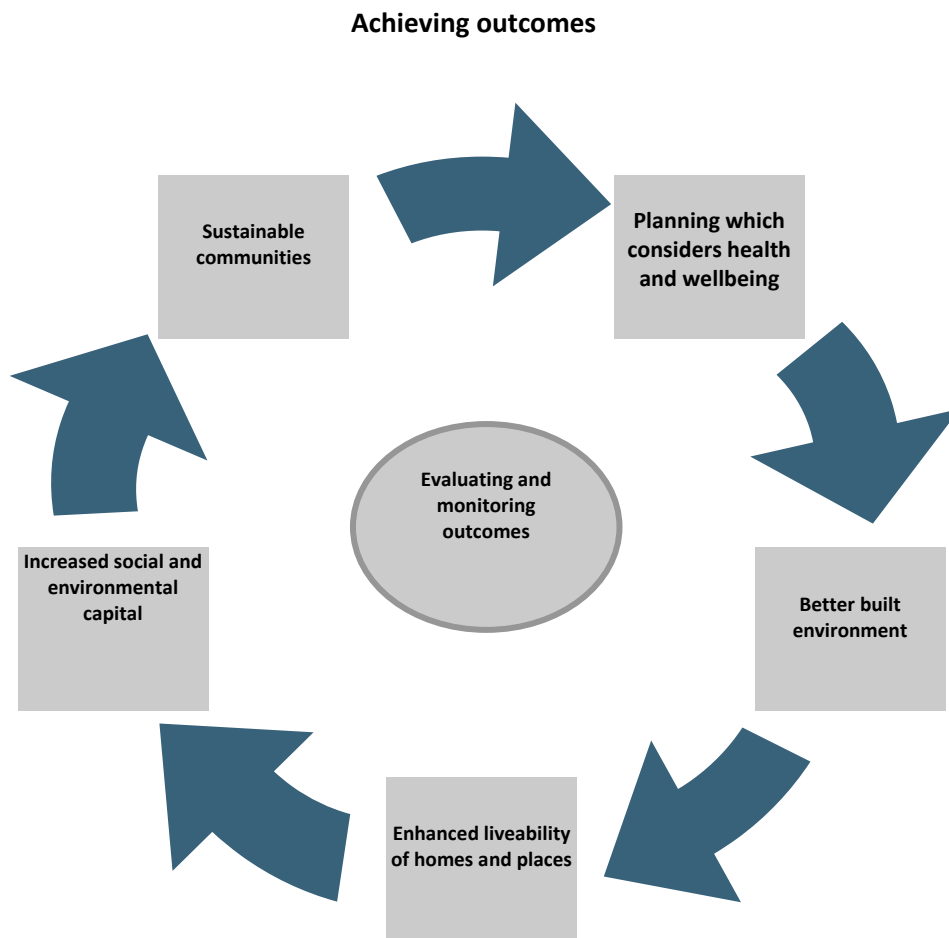 Achieving outcomes
Sustainable
communities
Planning which
considers health
and wellbeing
Evaluating and
monitoring
outcomes
Increased social and
environmental
capital
Better built
environment
Enhanced liveability
of homes and places